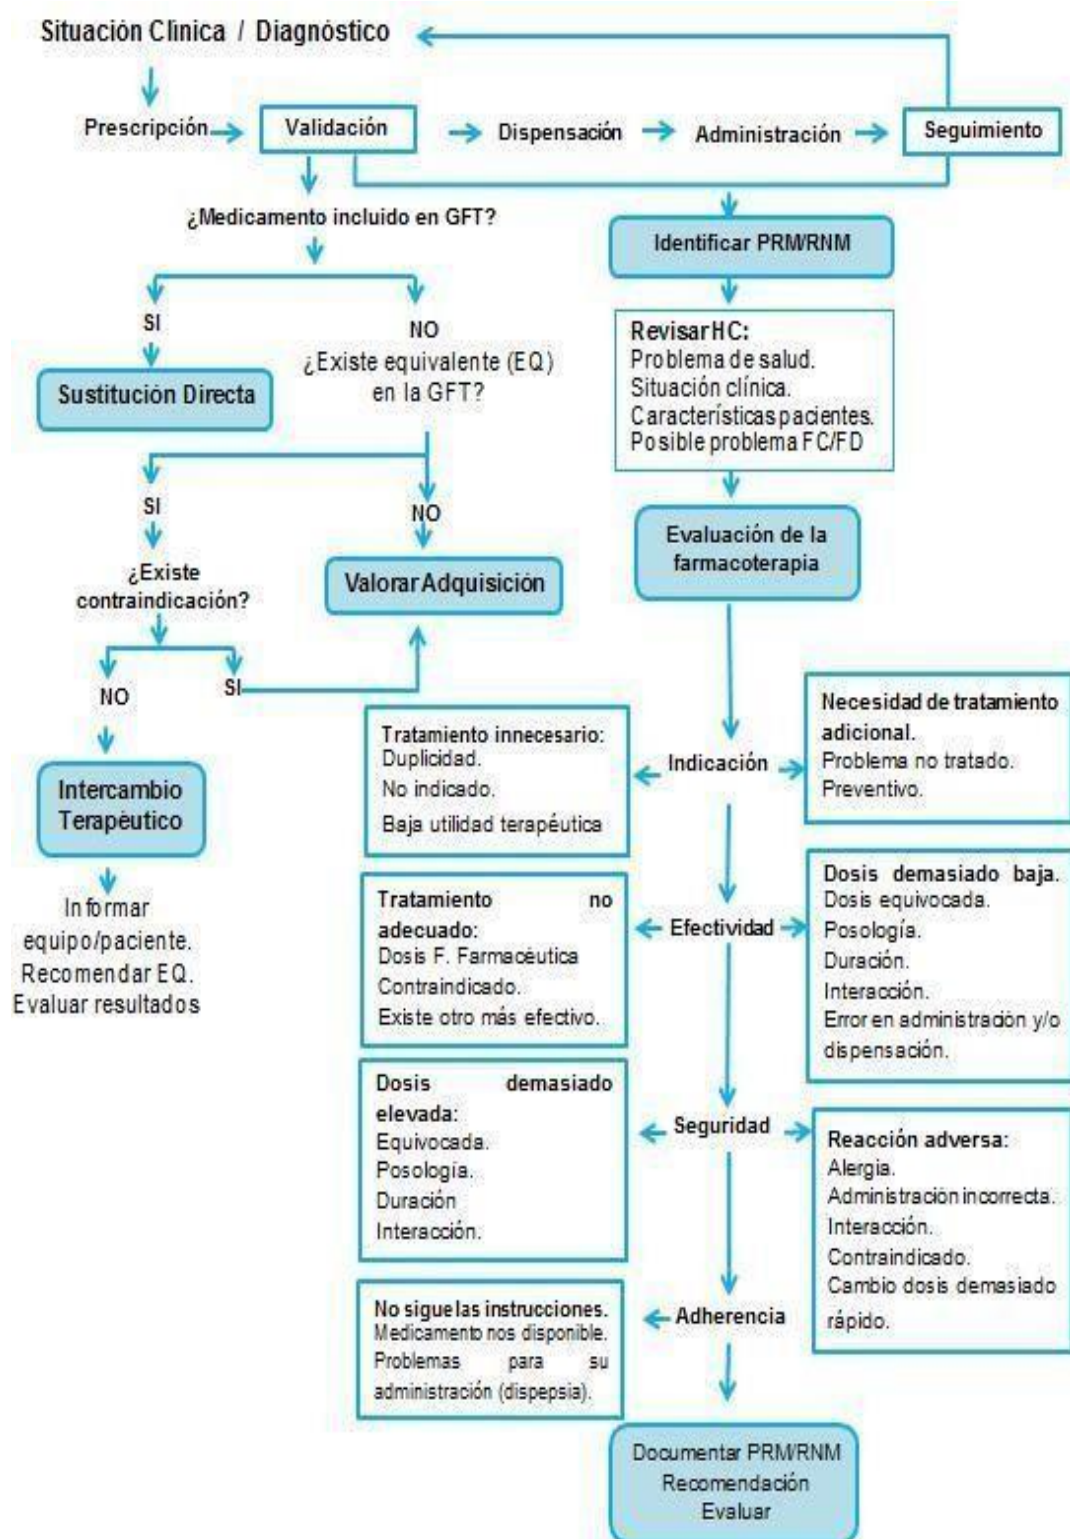 Situación Clínica / Diagnóstico
Prescripción
Validación
Dispensación
Administración
Seguimiento
¿Medicamento incluido en GFT?
SI
Sustitución Directa
NO
¿Existe equivalente (EQ)
en la GFT?
SI
NO
¿Existe
contraindicación?
Valorar Adquisición
NO
SI
Intercambio
Terapéutico
Informar
equipo/paciente.
Recomendar EQ.
Evaluar resultados
Identificar PRM/RNM
Revisar HC:
Problema de salud.
Situación clínica.
Características pacientes.
Posible problema FC/FD
Evaluación de la
farmacoterapia
Tratamiento innecesario:
Duplicidad.
No indicado.
Baja utilidad terapéutica
Indicación
Necesidad de tratamiento
adicional.
Problema no tratado.
Preventivo.
Tratamiento no
adecuado:
Dosis F. Farmacéutica
Contraindicado.
Existe otro más efectivo.
Efectividad
Dosis demasiado baja.
Dosis equivocada.
Posología.
Duración.
Interacción.
Error en administración y/o
dispensación.
Dosis demasiado
elevada:
Equivocada.
Posología.
Duración
Interacción.
Seguridad
Reacción adversa:
Alergia.
Administración incorrecta.
Interacción.
Contraindicado.
Cambio dosis demasiado
rápido.
No sigue las instrucciones.
Medicamento nos disponible.
Problemas para su
administración (dispepsia).
Adherencia
Documentar PRM/RNM
Recomendación
Evaluar